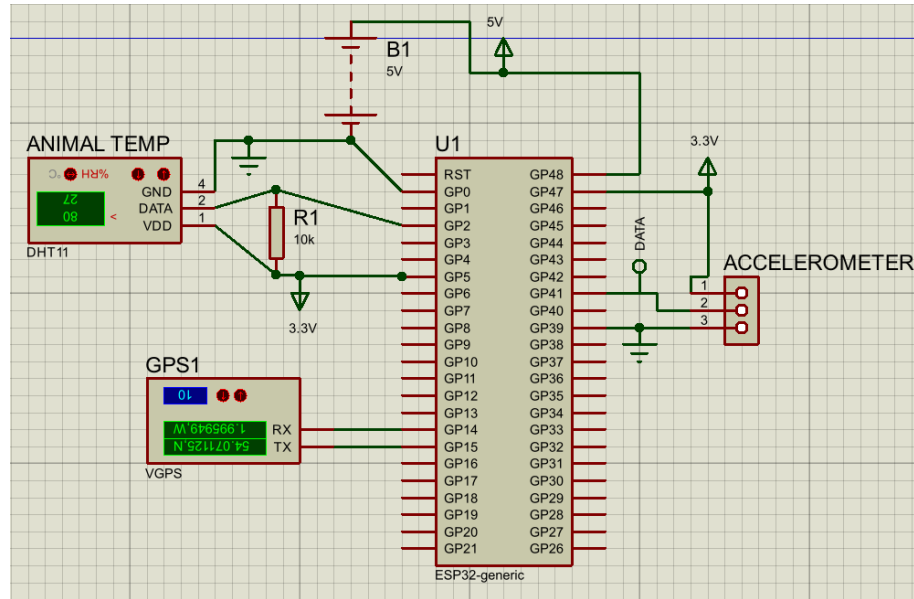 5V
B1
5V
ANIMAL TEMP
°C
%RH
27
80
>
GND 4
DATA 2
VDD 1
DHT11
R1
10k
3.3V
GPS1
10
1.995949,W
54.071125,N
RX
TX
VGPS
U1
RST
GP0
GP1
GP2
GP3
GP4
GP5
GP6
GP7
GP8
GP9
GP10
GP11
GP12
GP13
GP14
GP15
GP16
GP17
GP18
GP19
GP20
GP21
GP48
GP47
GP46
GP45
GP44
GP43
GP42
GP41
GP40
GP39
GP38
GP37
GP36
GP35
GP34
GP33
GP32
GP31
GP30
GP29
GP28
GP27
GP26
ESP32-generic
3.3V
DATA
ACCELEROMETER
1
2
3